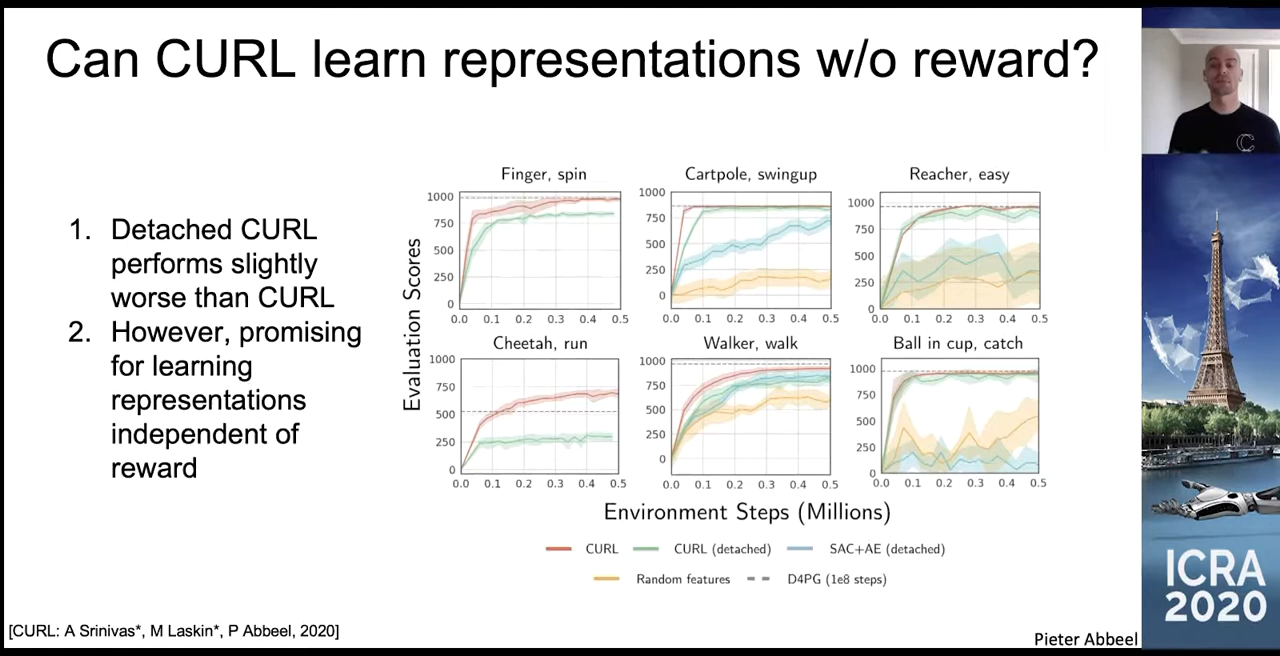 Can CURL learn representations w/o reward?
1. Detached CURL
performs slightly
worse than CURL
2. However, promising
for learning
representations
independent of
reward
Evaluation Scores
Finger, spin
1000
750
500
250
0
0.0 0.1 0.2 0.3 0.4 0.5
Cartpole, swingup
1000
750
500
250
0
0.0 0.1 0.2 0.3 0.4 0.5
Reacher, easy
1000
750
500
250
0
0.0 0.1 0.2 0.3 0.4 0.5
Cheetah, run
1000
750
500
250
0
0.0 0.1 0.2 0.3 0.4 0.5
Walker, walk
1000
750
500
250
0
0.0 0.1 0.2 0.3 0.4 0.5
Ball in cup, catch
1000
750
500
250
0
0.0 0.1 0.2 0.3 0.4 0.5
Environment Steps (Millions)
CURL CURL (detached) SAC+AE (detached)
Random features D4PG (1e8 steps)
[CURL: A Srinivas*, M Laskin*, P Abbeel, 2020]
Pieter Abbeel
C
ICRA
2020